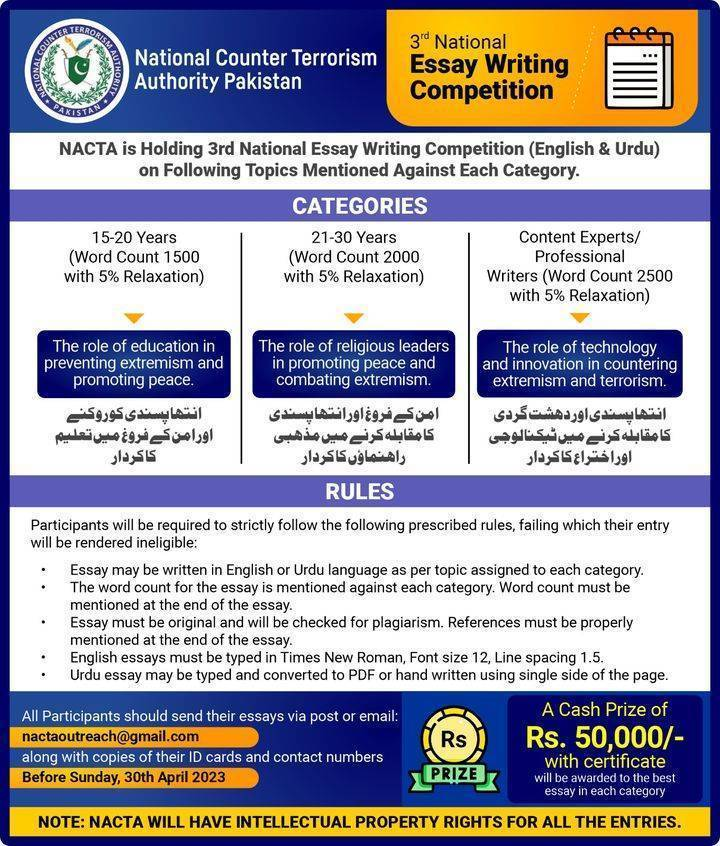 NATIONAL COUNTER TERRORISM AUTHORITY
PAKISTAN
National Counter Terrorism
Authority Pakistan
3rd National
Essay Writing
Competition
NACTA is Holding 3rd National Essay Writing Competition (English & Urdu)
on Following Topics Mentioned Against Each Category.
CATEGORIES
15-20 Years
(Word Count 1500
with 5% Relaxation)
The role of education in
preventing extremism and
promoting peace.
انتہا پسندی کو روکنے
اور امن کے فروغ میں تعلیم
کا کردار
21-30 Years
(Word Count 2000
with 5% Relaxation)
The role of religious leaders
in promoting peace and
combating extremism.
امن کے فروغ اور انتہا پسندی
کا مقابلہ کرنے میں مذہبی
راهنماؤں کا کردار
Content Experts/
Professional
Writers (Word Count 2500
with 5% Relaxation)
The role of technology
and innovation in countering
extremism and terrorism.
انتہا پسندی اور دهشت گردی
کا مقابلہ کرنے میں ٹیکنالوجی
اور اختراع کا کردار
RULES
Participants will be required to strictly follow the following prescribed rules, failing which their entry
will be rendered ineligible:
• Essay may be written in English or Urdu language as per topic assigned to each category.
• The word count for the essay is mentioned against each category. Word count must be
mentioned at the end of the essay.
• Essay must be original and will be checked for plagiarism. References must be properly
mentioned at the end of the essay.
• English essays must be typed in Times New Roman, Font size 12, Line spacing 1.5.
• Urdu essay may be typed and converted to PDF or hand written using single side of the page.
All Participants should send their essays via post or email:
nactaoutreach@gmail.com
along with copies of their ID cards and contact numbers
Before Sunday, 30th April 2023
Rs
PRIZE
A Cash Prize of
Rs. 50,000/-
with certificate
will be awarded to the best
essay in each category
NOTE: NACTA WILL HAVE INTELLECTUAL PROPERTY RIGHTS FOR ALL THE ENTRIES.